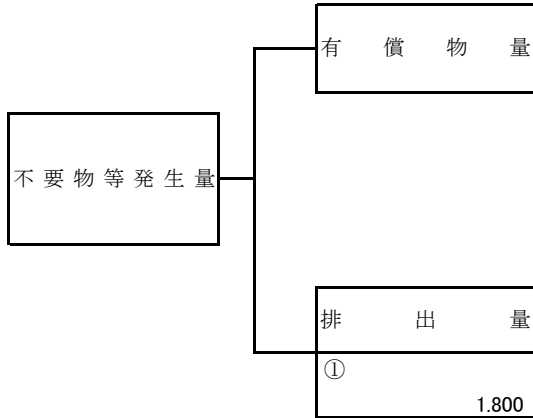 有償物量
不要物等発生量
排出量
①
1.800